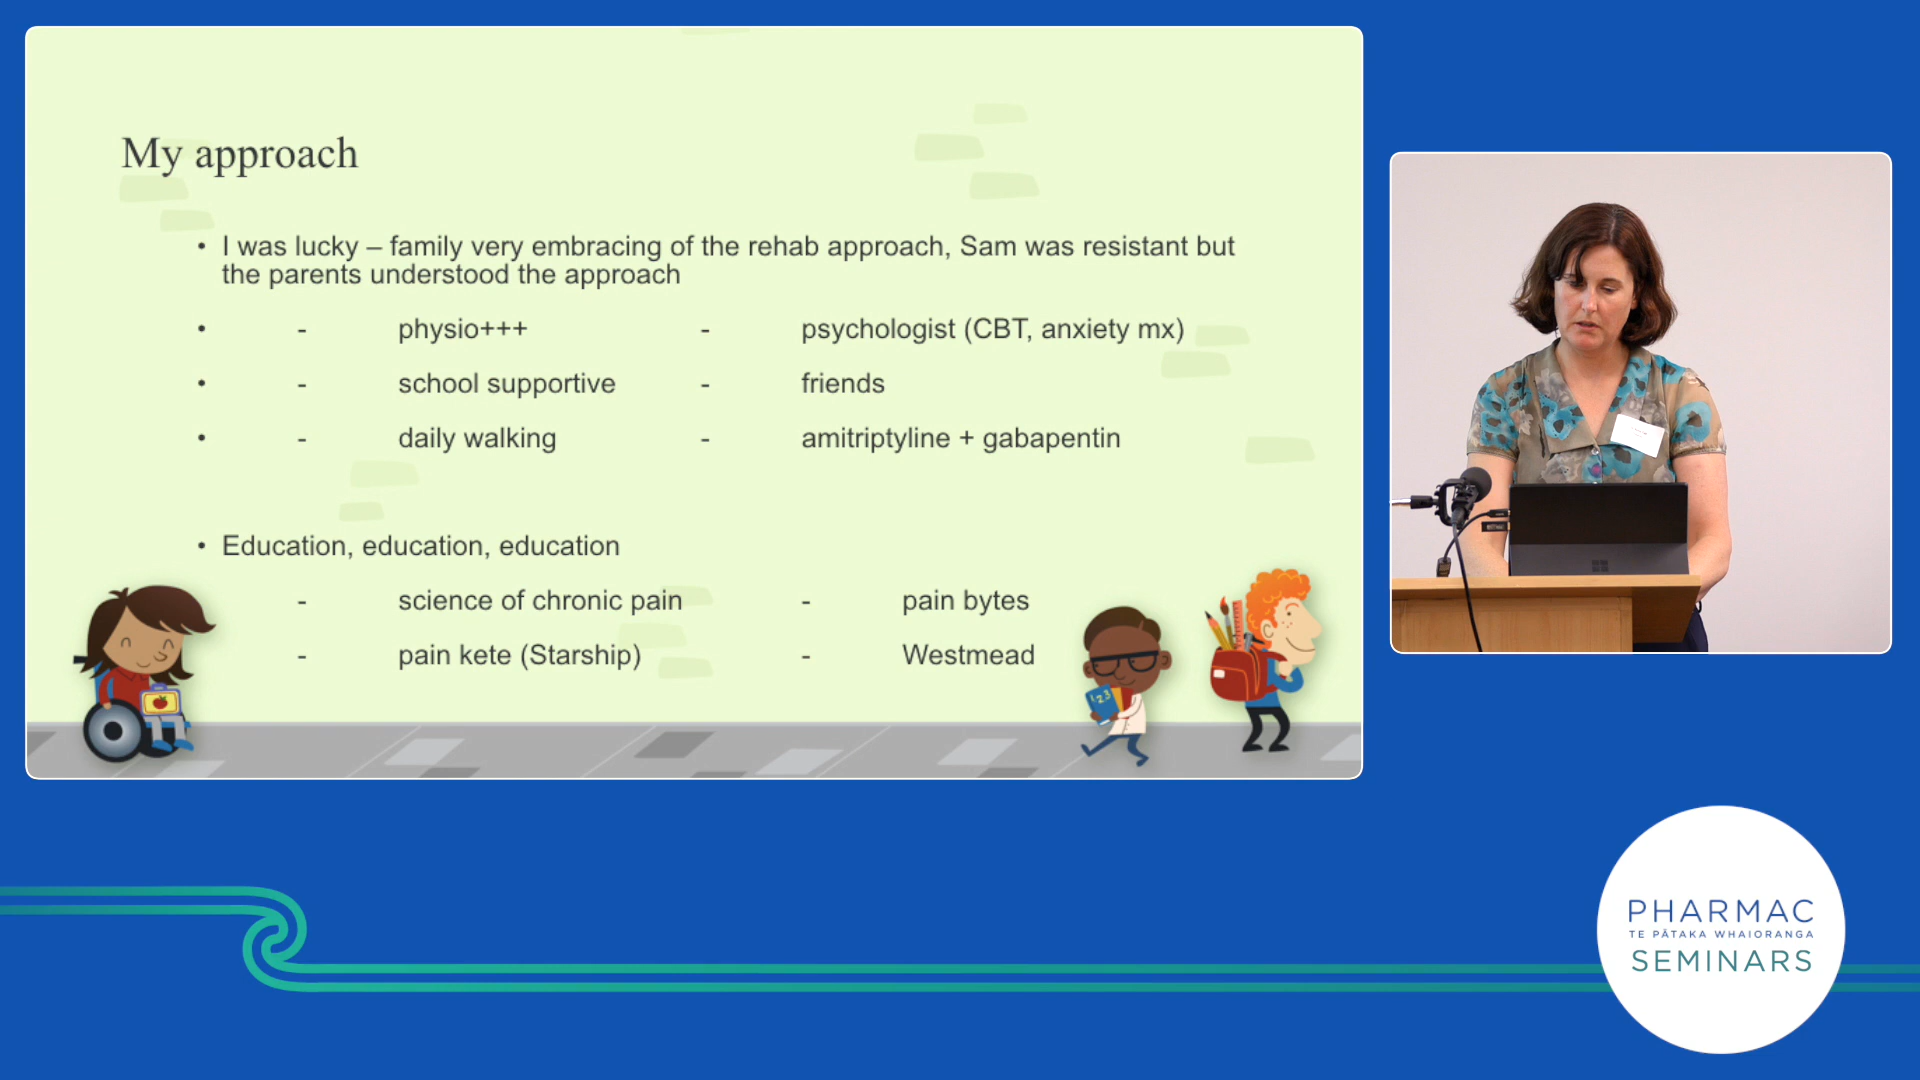 My approach
• I was lucky – family very embracing of the rehab approach, Sam was resistant but
the parents understood the approach
• - physio+++ - psychologist (CBT, anxiety mx)
• - school supportive - friends
• - daily walking - amitriptyline + gabapentin
• Education, education, education
- science of chronic pain - pain bytes
- pain kete (Starship) - Westmead
123
PHARMAC
TE PĀTAKA WHAIORANGA
SEMINARS